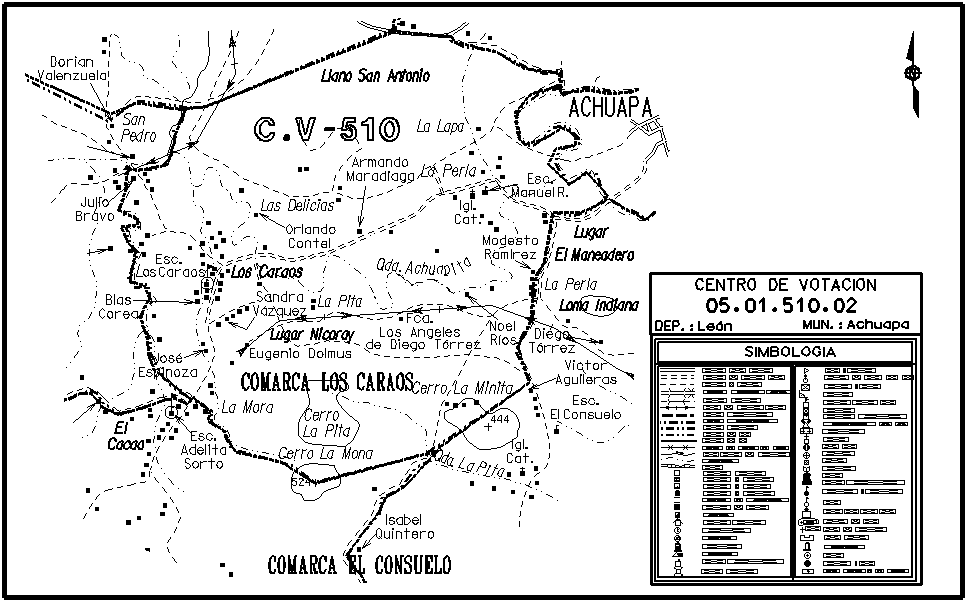 Dorian
Valenzuela
Llano San Antonio
San
Pedro
C.V-510
ACHUAPA
La Lapa
Armando
Maradiaga
La Perla
Esc.
Manuel R.
Julio
Bravo
Las Delicias
Igl.
Cat.
Orlando
Contel
Lugar
El Maneadero
Modesto
Ramirez
Esc.
Los Caraos
Los Caraos
Qda. Achuapita
La Perla
Loma Indiana
Blas
Corea
Sandra
Vazquez
La Pita
Lugar Nicaray
Fca.
Los Angeles
de Diego Tórrez
Noel
Rios
Diego
Tórrez
Eugenio Dolmus
José
Espinoza
Victor
Aguileras
COMARCA LOS CARAOS
Cerro La Minita
Esc.
El Consuelo
La Mora
Cerro
La Pita
444
El
Cacao
Esc.
Adelita
Sorto
Cerro La Mona
Igl.
Cat.
Qda. La Pita
524
Isabel
Quintero
COMARCA EL CONSUELO
CENTRO DE VOTACION
05.01.510.02
DEP.: León MUN.: Achuapa
SIMBOLOGIA